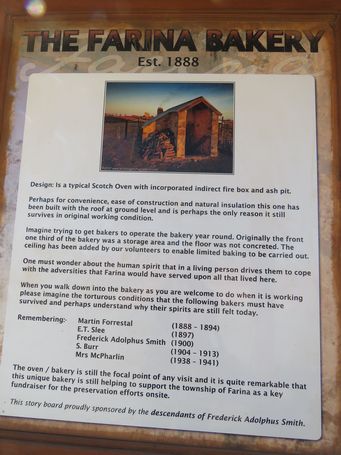 THE FARINA BAKERY
Est. 1888
Design: Is a typical Scotch Oven with incorporated indirect fire box and ash pit.
Perhaps for convenience, ease of construction and natural insulation this one has
been built with the roof at ground level and is perhaps the only reason it still
survives in original working condition.
Imagine trying to get bakers to operate the bakery year round. Originally the front
one third of the bakery was a storage area and the floor was not concreted. The
ceiling has been added by our volunteers to enable limited baking to be carried out.
One must wonder about the human spirit that in a living person drives them to cope
with the adversities that Farina would have served upon all that lived here.
When you walk down into the bakery as you are welcome to do when it is working
please imagine the torturous conditions that the following bakers must have
survived and perhaps understand why their spirits are still felt today.
Remembering: Martin Forrestal (1888 - 1894)
E.T. Slee (1897)
Frederick Adolphus Smith (1900)
S. Burr (1904 - 1913)
Mrs McPharlin (1938 - 1941)
The oven / bakery is still the focal point of any visit and it is quite remarkable that
this unique bakery is still helping to support the township of Farina as a key
fundraiser for the preservation efforts onsite.
This story board proudly sponsored by the descendants of Frederick Adolphus Smith.